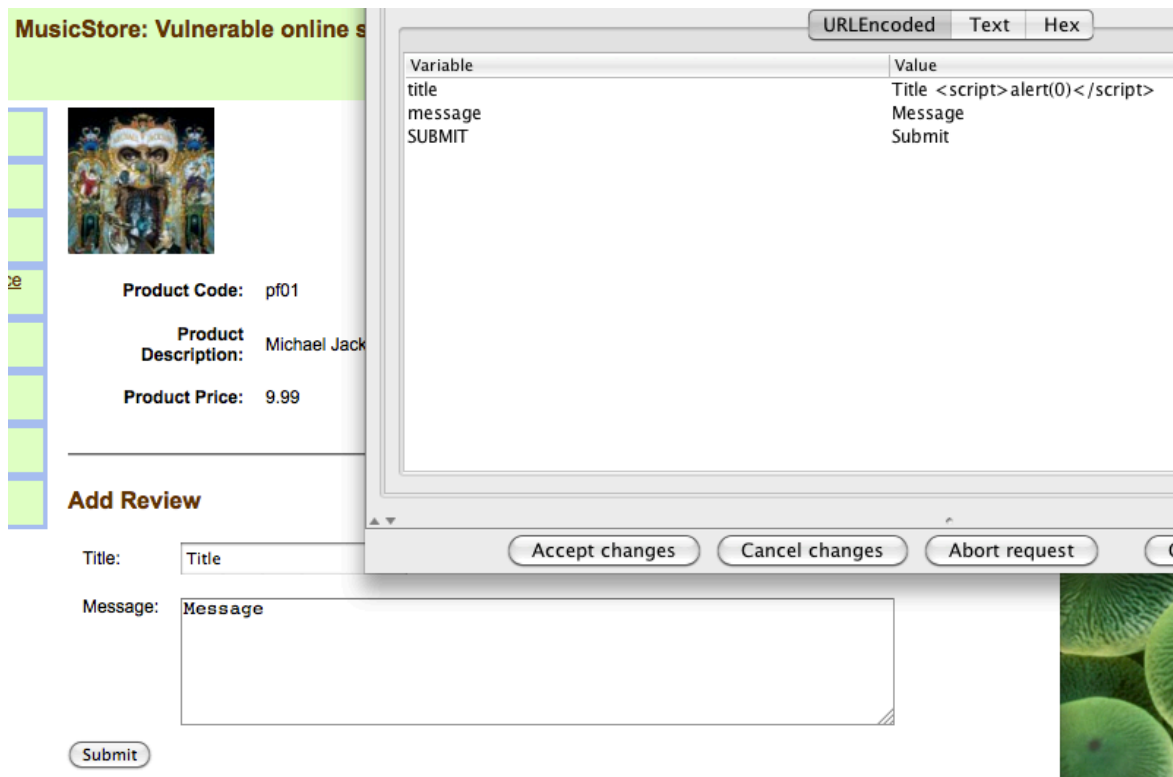 MusicStore: Vulnerable online s
URLEncoded Text Hex
Variable Value
title Title <script>alert(0)</script>
message Message
SUBMIT Submit
ce
Product Code: pf01
Product
Description: Michael Jack
Product Price: 9.99
Add Review
Accept changes Cancel changes Abort request
Title: Title
Message: Message
Submit